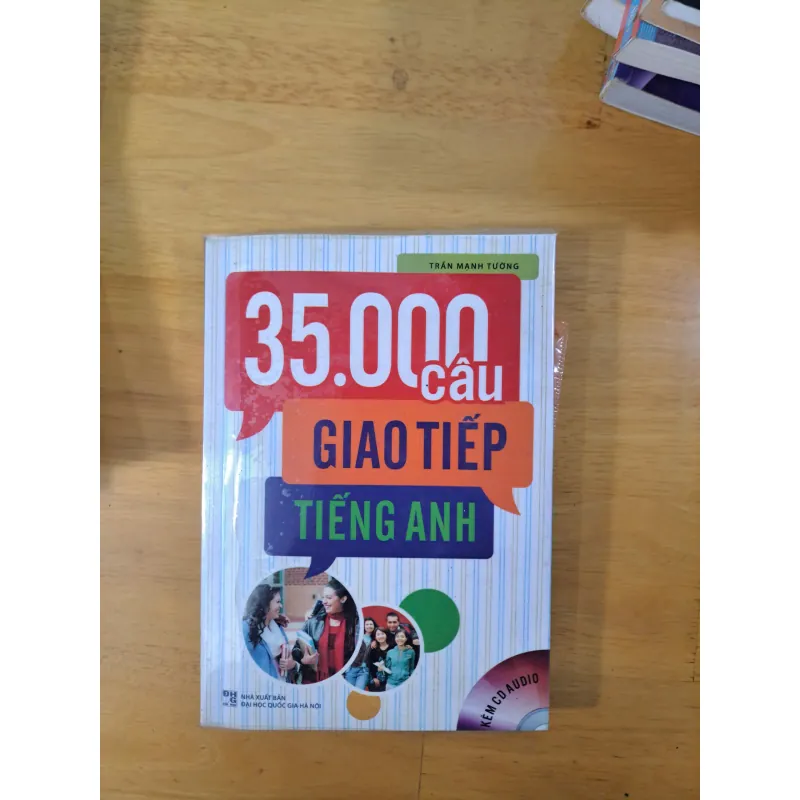 TRẦN MẠNH TƯỜNG
35.000
câu
GIAO TIẾP
TIẾNG ANH
NHÀ XUẤT BẢN
ĐẠI HỌC QUỐC GIA HÀ NỘI
KÈM CD AUDIO